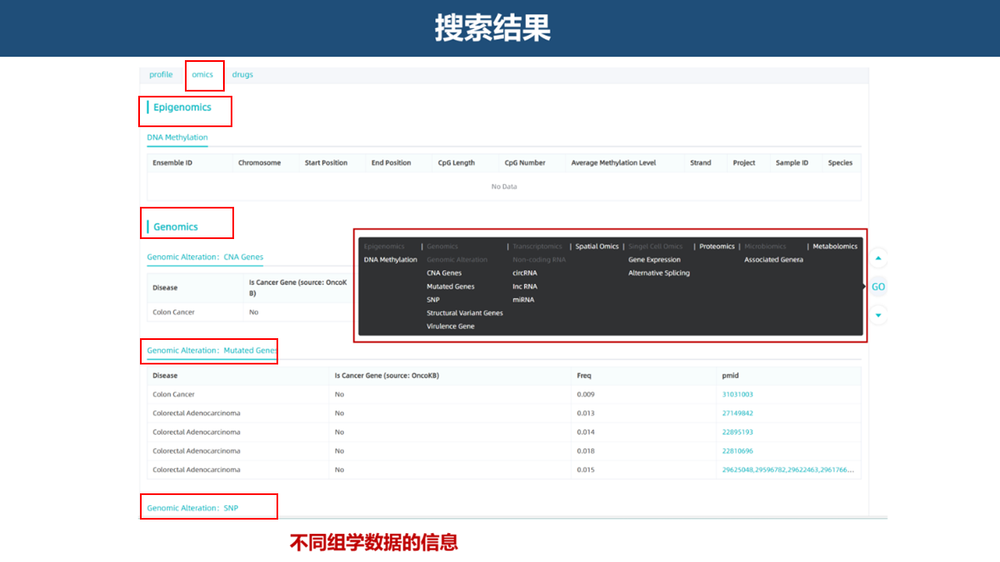 搜索结果
profile omics drugs
Epigenomics
DNA Methylation
Ensemble ID Chromosome Start Position End Position CpG Length CpG Number Average Methylation Level Strand Project Sample ID Species
No Data
Genomics
Genomic Alteration: CNA Genes
Disease Is Cancer Gene (source: OncoK
B)
Colon Cancer No
Epigenomics | Genomics | Transcriptomics | Spatial Omics | Singel Cell Omics | Proteomics | Microbiomics | Metabolomics
DNA Methylation Genomic Alteration Non-coding RNA Gene Expression Associated Genera
CNA Genes circRNA Alternative Splicing
Mutated Genes lnc RNA
SNP miRNA
Structural Variant Genes
Virulence Gene
GO
Genomic Alteration: Mutated Genes
Disease Is Cancer Gene (source: OncoKB) Freq pmid
Colon Cancer No 0.009 31031003
Colorectal Adenocarcinoma No 0.013 27149842
Colorectal Adenocarcinoma No 0.014 22895193
Colorectal Adenocarcinoma No 0.018 22810696
Colorectal Adenocarcinoma No 0.015 29625048,29596782,29622463,2961766...
Genomic Alteration: SNP
不同组学数据的信息